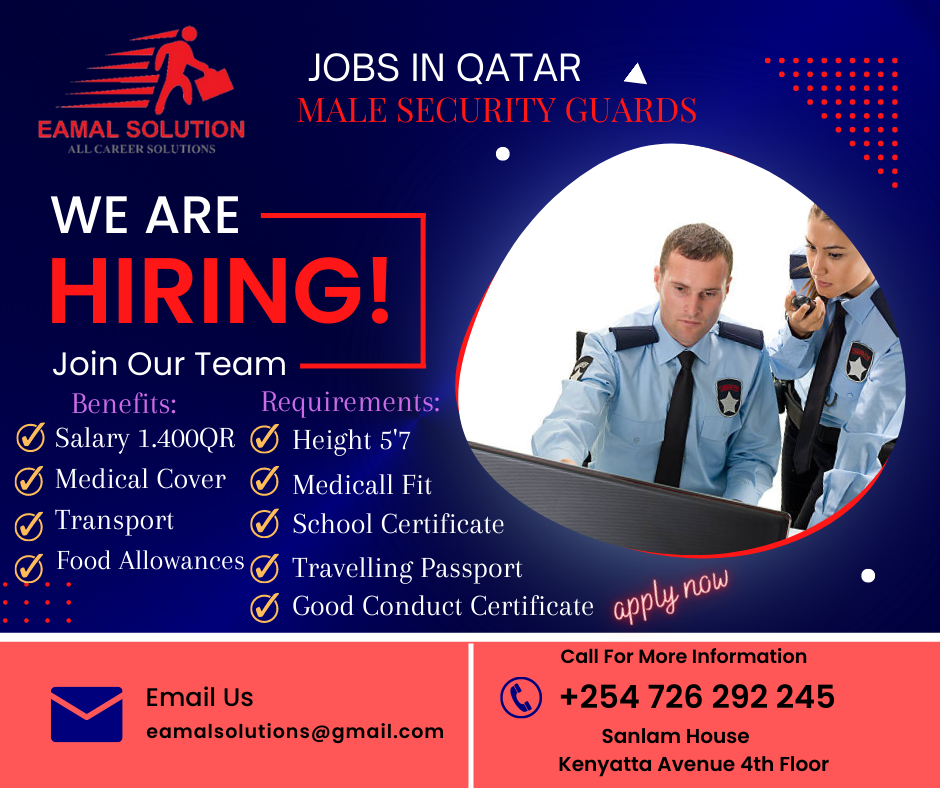 EAMAL SOLUTION
ALL CAREER SOLUTIONS
JOBS IN QATAR
MALE SECURITY GUARDS
WE ARE
HIRING!
Join Our Team
Benefits:
Salary 1.400QR
Medical Cover
Transport
Food Allowances
Requirements:
Height 5'7
Medicall Fit
School Certificate
Travelling Passport
Good Conduct Certificate
apply now
Email Us
eamalsolutions@gmail.com
Call For More Information
+254 726 292 245
Sanlam House
Kenyatta Avenue 4th Floor